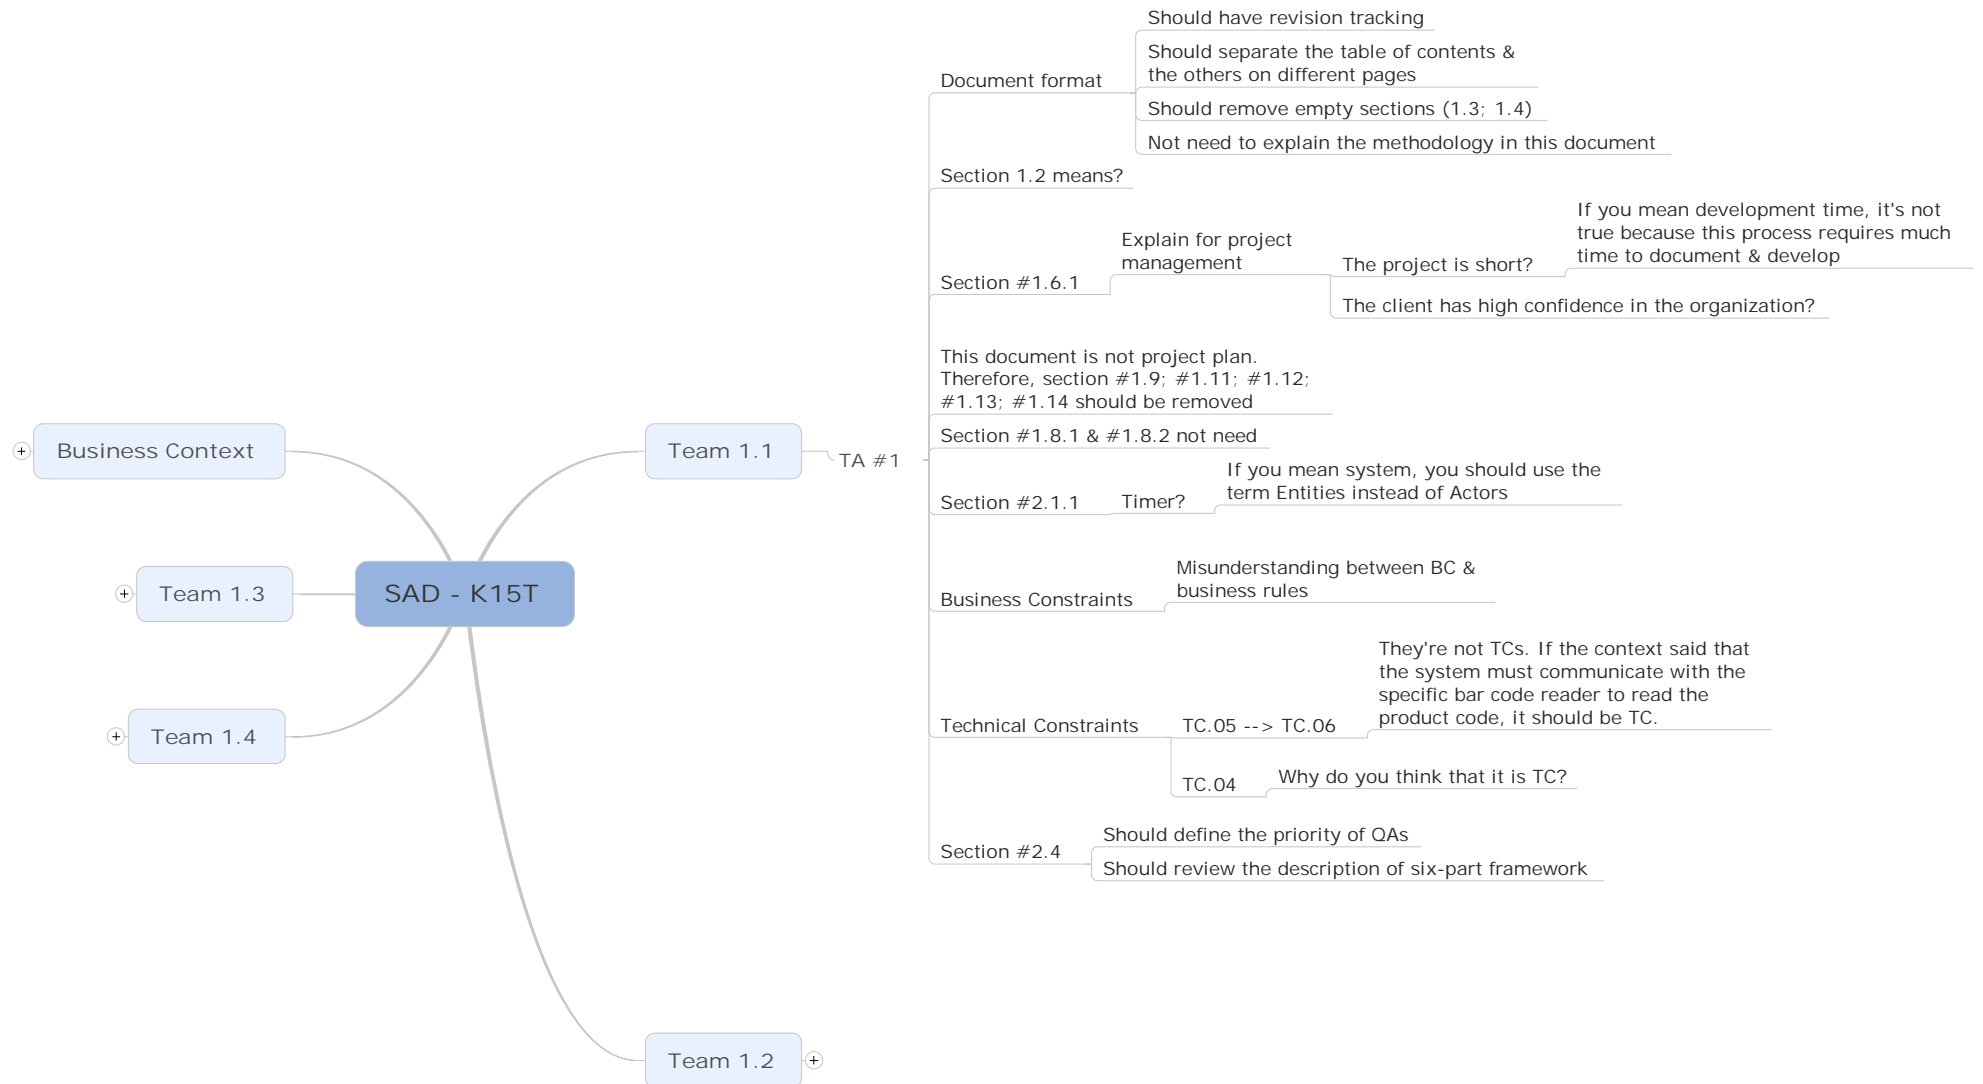 SAD - K15T
Business Context
Team 1.3
Team 1.4
Team 1.1
TA #1
Document format
Should have revision tracking
Should separate the table of contents &
the others on different pages
Should remove empty sections (1.3; 1.4)
Not need to explain the methodology in this document
Section 1.2 means?
Section #1.6.1
Explain for project
management
The project is short?
If you mean development time, it's not
true because this process requires much
time to document & develop
The client has high confidence in the organization?
This document is not project plan.
Therefore, section #1.9; #1.11; #1.12;
#1.13; #1.14 should be removed
Section #1.8.1 & #1.8.2 not need
Section #2.1.1
Timer?
If you mean system, you should use the
term Entities instead of Actors
Business Constraints
Misunderstanding between BC &
business rules
Technical Constraints
TC.05 --> TC.06
They're not TCs. If the context said that
the system must communicate with the
specific bar code reader to read the
product code, it should be TC.
TC.04
Why do you think that it is TC?
Section #2.4
Should define the priority of QAs
Should review the description of six-part framework
Team 1.2